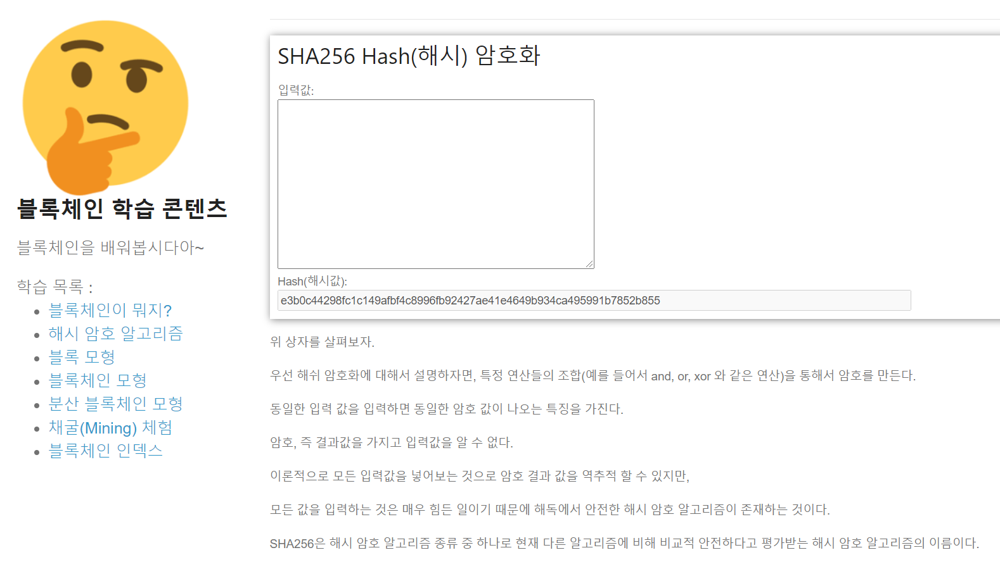 블록체인 학습 콘텐츠
블록체인을 배워봅시다아~
학습 목록 :
블록체인이 뭐지?
해시 암호 알고리즘
블록 모형
블록체인 모형
분산 블록체인 모형
채굴(Mining) 체험
블록체인 인덱스
SHA256 Hash(해시) 암호화
입력값:
Hash(해시값):
e3b0c44298fc1c149afbf4c8996fb92427ae41e4649b934ca495991b7852b855
위 상자를 살펴보자.
우선 해쉬 암호화에 대해서 설명하자면, 특정 연산들의 조합(예를 들어서 and, or, xor 와 같은 연산)을 통해서 암호를 만든다.
동일한 입력 값을 입력하면 동일한 암호 값이 나오는 특징을 가진다.
암호, 즉 결과값을 가지고 입력값을 알 수 없다.
이론적으로 모든 입력값을 넣어보는 것으로 암호 결과 값을 역추적 할 수 있지만,
모든 값을 입력하는 것은 매우 힘든 일이기 때문에 해독에서 안전한 해시 암호 알고리즘이 존재하는 것이다.
SHA256은 해시 암호 알고리즘 종류 중 하나로 현재 다른 알고리즘에 비해 비교적 안전하다고 평가받는 해시 암호 알고리즘의 이름이다.